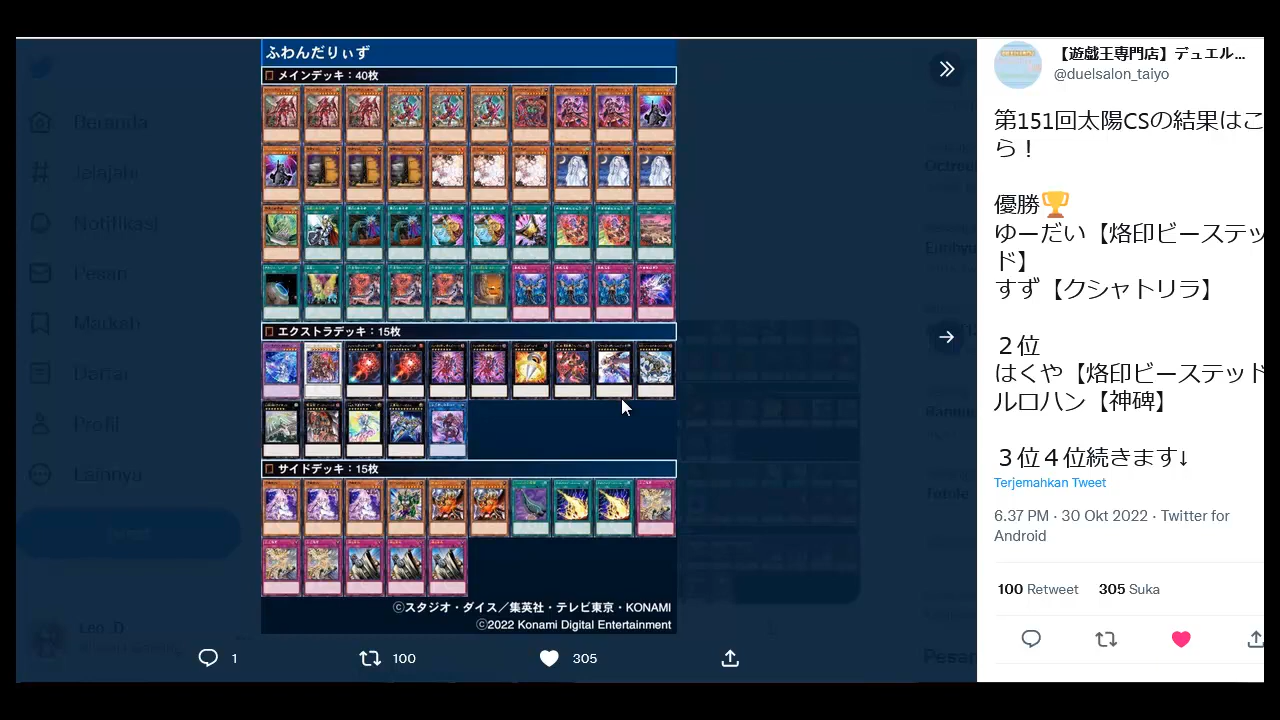 ふわんだりぃず
メインデッキ：40枚
エクストラデッキ：15枚
サイドデッキ：15枚
ⓒスタジオ・ダイス／集英社・テレビ東京・KONAMI
ⓒ2022 Konami Digital Entertainment
1
100
305
Beranda
Jelajahi
Notifikasi
Pesan
Markah
Daftar
Profil
Lainnya
Leo_D
【遊戯王専門店】デュエル...
@duelsalon_taiyo
第151回太陽CSの結果はこ
ら！
優勝🏆
ゆーだい【烙印ビーステッ
ド】
すず【クシャトリラ】
２位
はくや【烙印ビーステッド
ルロハン【神碑】
３位４位続きます↓
Terjemahkan Tweet
6.37 PM · 30 Okt 2022 · Twitter for
Android
100 Retweet 305 Suka